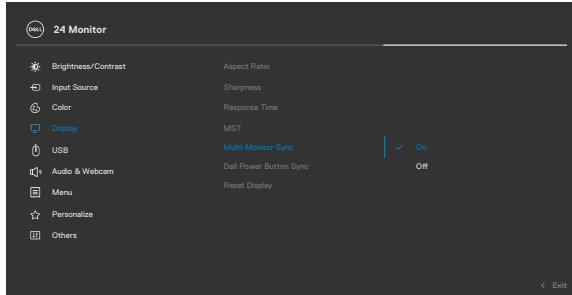 DELL
24 Monitor
Brightness/Contrast
Input Source
Color
Display
USB
Audio & Webcam
Menu
Personalize
Others
Aspect Ratio
Sharpness
Response Time
MST
Multi-Monitor Sync
Dell Power Button Sync
Reset Display
On
Off
Exit